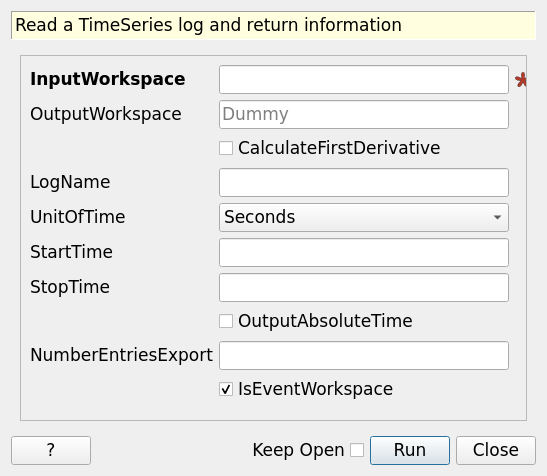 Read a TimeSeries log and return information
InputWorkspace *
OutputWorkspace Dummy
CalculateFirstDerivative
LogName
UnitOfTime Seconds
StartTime
StopTime
OutputAbsoluteTime
NumberEntriesExport
IsEventWorkspace
? Keep Open Run Close